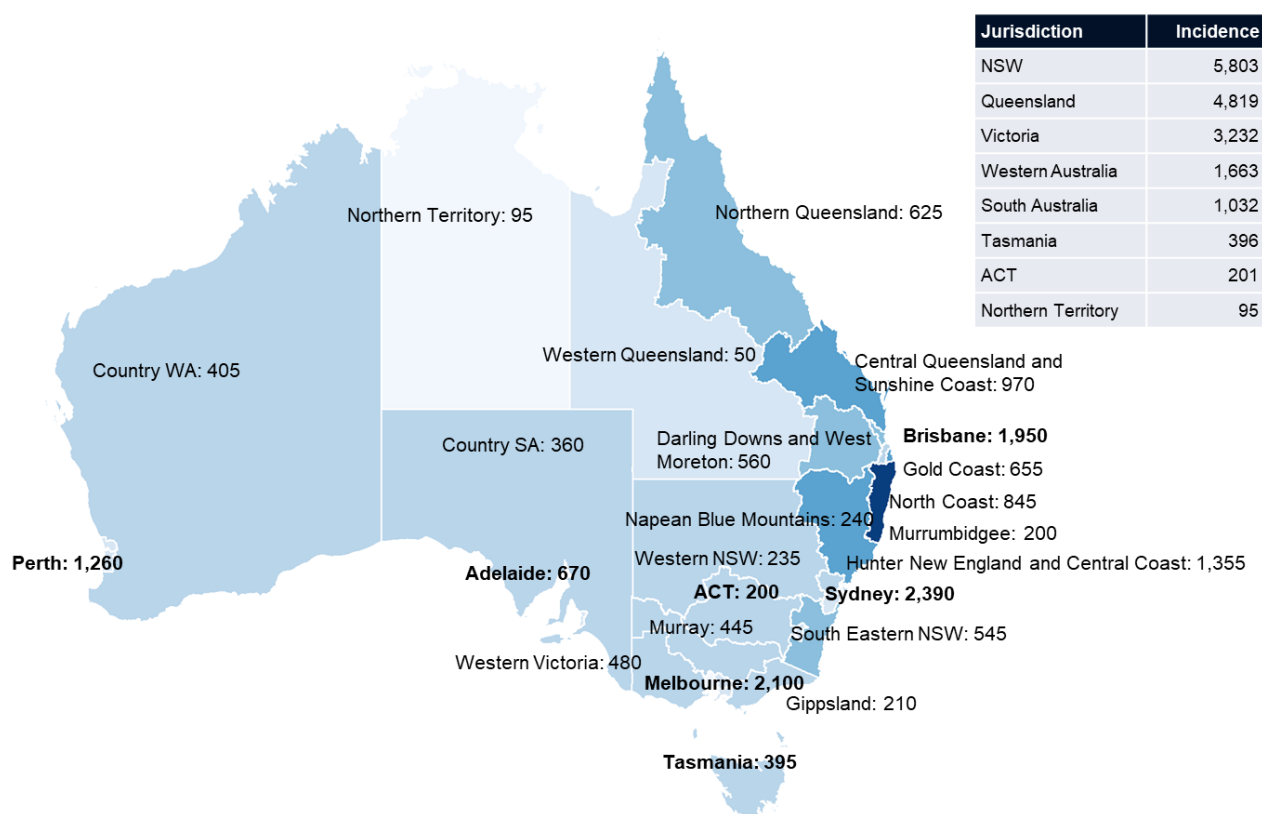 Jurisdiction Incidence
NSW 5,803
Queensland 4,819
Victoria 3,232
Western Australia 1,663
South Australia 1,032
Tasmania 396
ACT 201
Northern Territory 95
Northern Territory: 95
Northern Queensland: 625
Western Queensland: 50
Central Queensland and
Sunshine Coast: 970
Country WA: 405
Country SA: 360
Darling Downs and West
Moreton: 560
Brisbane: 1,950
Gold Coast: 655
North Coast: 845
Napean Blue Mountains: 240
Murrumbidgee: 200
Western NSW: 235
Hunter New England and Central Coast: 1,355
Perth: 1,260
Adelaide: 670
ACT: 200
Sydney: 2,390
Murray: 445
South Eastern NSW: 545
Western Victoria: 480
Melbourne: 2,100
Gippsland: 210
Tasmania: 395